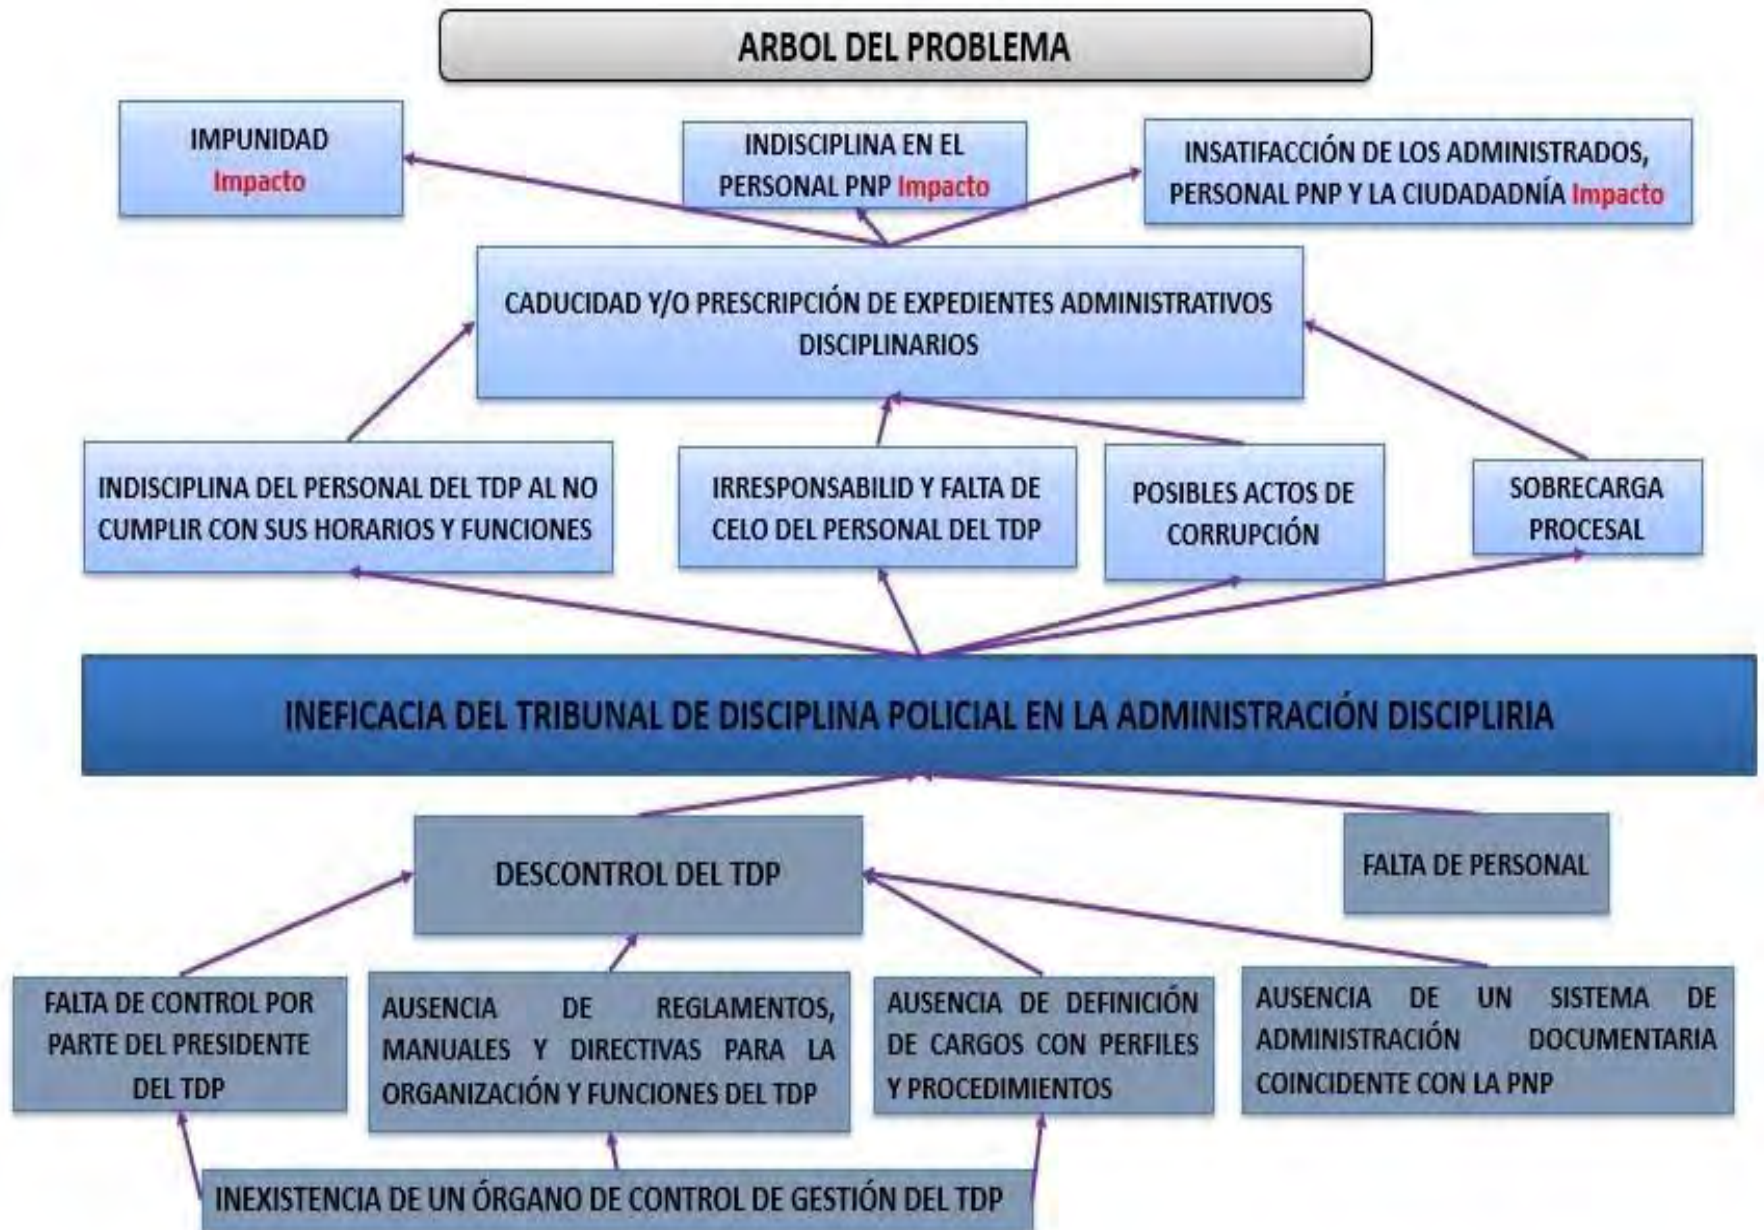 ARBOL DEL PROBLEMA
IMPUNIDAD
Impacto
INDISCIPLINA EN EL
PERSONAL PNP Impacto
INSATIFACCIÓN DE LOS ADMINISTRADOS,
PERSONAL PNP Y LA CIUDADADNÍA Impacto
CADUCIDAD Y/O PRESCRIPCIÓN DE EXPEDIENTES ADMINISTRATIVOS
DISCIPLINARIOS
INDISCIPLINA DEL PERSONAL DEL TDP AL NO
CUMPLIR CON SUS HORARIOS Y FUNCIONES
IRRESPONSABILID Y FALTA DE
CELO DEL PERSONAL DEL TDP
POSIBLES ACTOS DE
CORRUPCIÓN
SOBRECARGA
PROCESAL
INEFICACIA DEL TRIBUNAL DE DISCIPLINA POLICIAL EN LA ADMINISTRACIÓN DISCIPLIRIA
DESCONTROL DEL TDP
FALTA DE PERSONAL
FALTA DE CONTROL POR
PARTE DEL PRESIDENTE
DEL TDP
AUSENCIA DE REGLAMENTOS,
MANUALES Y DIRECTIVAS PARA LA
ORGANIZACIÓN Y FUNCIONES DEL TDP
AUSENCIA DE DEFINICIÓN
DE CARGOS CON PERFILES
Y PROCEDIMIENTOS
AUSENCIA DE UN SISTEMA DE
ADMINISTRACIÓN DOCUMENTARIA
COINCIDENTE CON LA PNP
INEXISTENCIA DE UN ÓRGANO DE CONTROL DE GESTIÓN DEL TDP